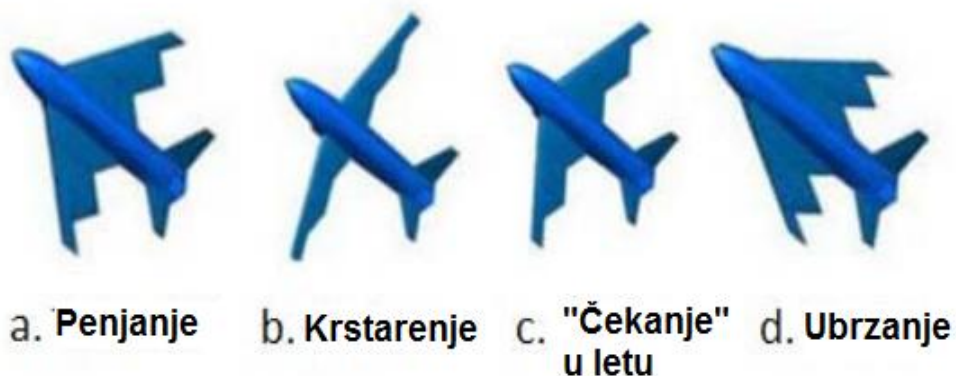 a. Penjanje
b. Krstarenje
c. "Čekanje"
u letu
d. Ubrzanje